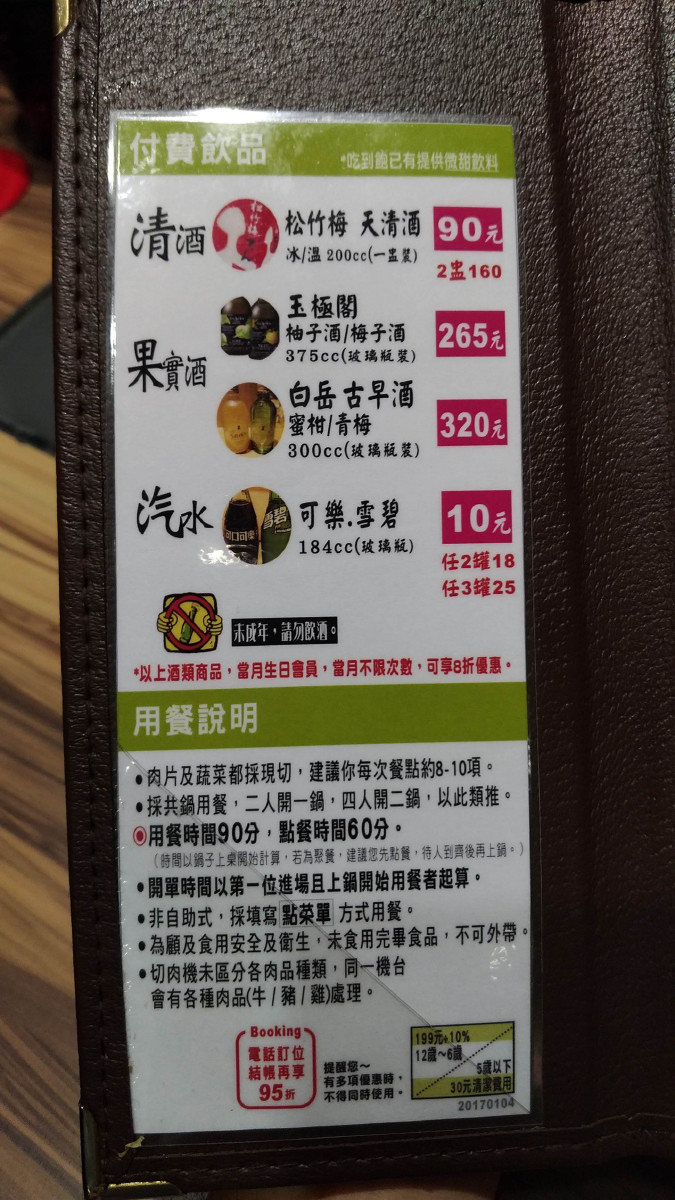 付費飲品
*吃到飽已有提供微甜飲料
清酒
松竹梅 天清酒
90元
冰/溫 200cc(一盅裝)
2盅160
果實酒
玉極閣
柚子酒/梅子酒
265元
375cc(玻璃瓶裝)
白岳 古早酒
蜜柑/青梅
320元
300cc(玻璃瓶裝)
汽水
可口可樂
雪碧
可樂.雪碧
10元
184cc(玻璃瓶)
任2罐18
任3罐25
未成年,請勿飲酒。
*以上酒類商品,當月生日會員,當月不限次數,可享8折優惠。
用餐說明
•肉片及蔬菜都採現切,建議你每次餐點約8-10項。
•採共鍋用餐,二人開一鍋,四人開二鍋,以此類推。
◉用餐時間90分,點餐時間60分。
(時間以鍋子上桌開始計算,若為聚餐,建議您先點餐,待人到齊後再上鍋。)
•開單時間以第一位進場且上鍋開始用餐者起算。
•非自助式,採填寫 點菜單 方式用餐。
•為顧及食用安全及衛生,未食用完畢食品,不可外帶。
•切肉機未區分各肉品種類,同一機台
會有各種肉品(牛/豬/雞)處理。
Booking
電話訂位
結帳再享
95折
提醒您~
有多項優惠時,
不得同時使用。
199元+10%
12歲~6歲
5歲以下
30元清潔費用
20170104